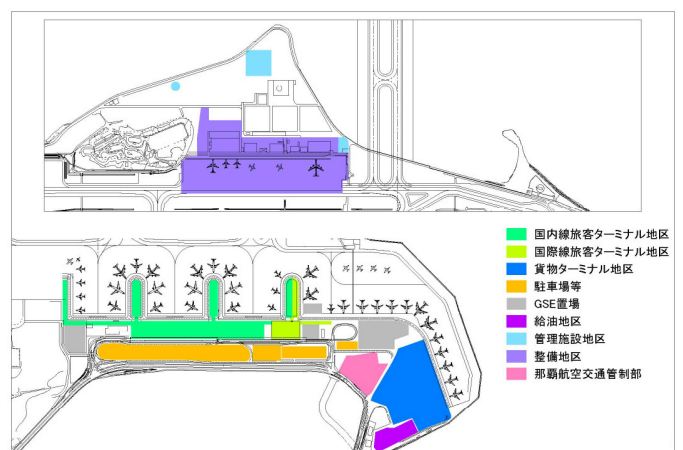 国内線旅客ターミナル地区
国際線旅客ターミナル地区
貨物ターミナル地区
駐車場等
GSE置場
給油地区
管理施設地区
整備地区
那覇航空交通管制部